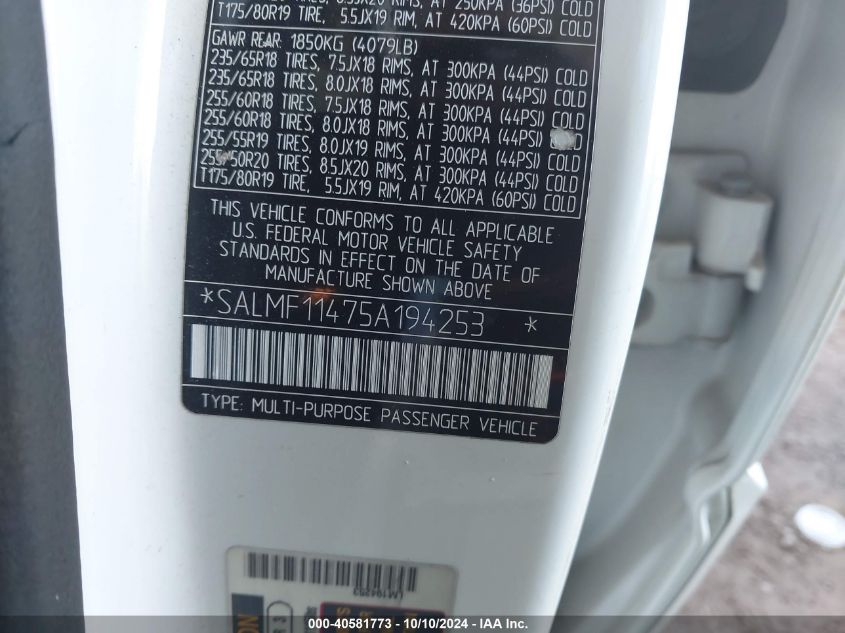 T175/80R19 TIRE, 5.5JX19 RIM, AT 420KPA (60PSI) COLD
GAWR REAR: 1850KG (4079LB)
235/65R18 TIRES, 7.5JX18 RIMS, AT 300KPA (44PSI) COLD
235/65R18 TIRES, 8.0JX18 RIMS, AT 300KPA (44PSI) COLD
255/60R18 TIRES, 7.5JX18 RIMS, AT 300KPA (44PSI) COLD
255/60R18 TIRES, 8.0JX18 RIMS, AT 300KPA (44PSI)
255/55R19 TIRES, 8.0JX19 RIMS, AT 300KPA (44PSI) COLD
255/50R20 TIRES, 8.5JX20 RIMS, AT 300KPA (44PSI) COLD
T175/80R19 TIRE, 5.5JX19 RIM, AT 420KPA (60PSI) COLD
THIS VEHICLE CONFORMS TO ALL APPLICABLE
U.S. FEDERAL MOTOR VEHICLE SAFETY
STANDARDS IN EFFECT ON THE DATE OF
MANUFACTURE SHOWN ABOVE
*SALMF11475A194253 *
TYPE: MULTI-PURPOSE PASSENGER VEHICLE
000-40581773 - 10/10/2024 - IAA Inc.